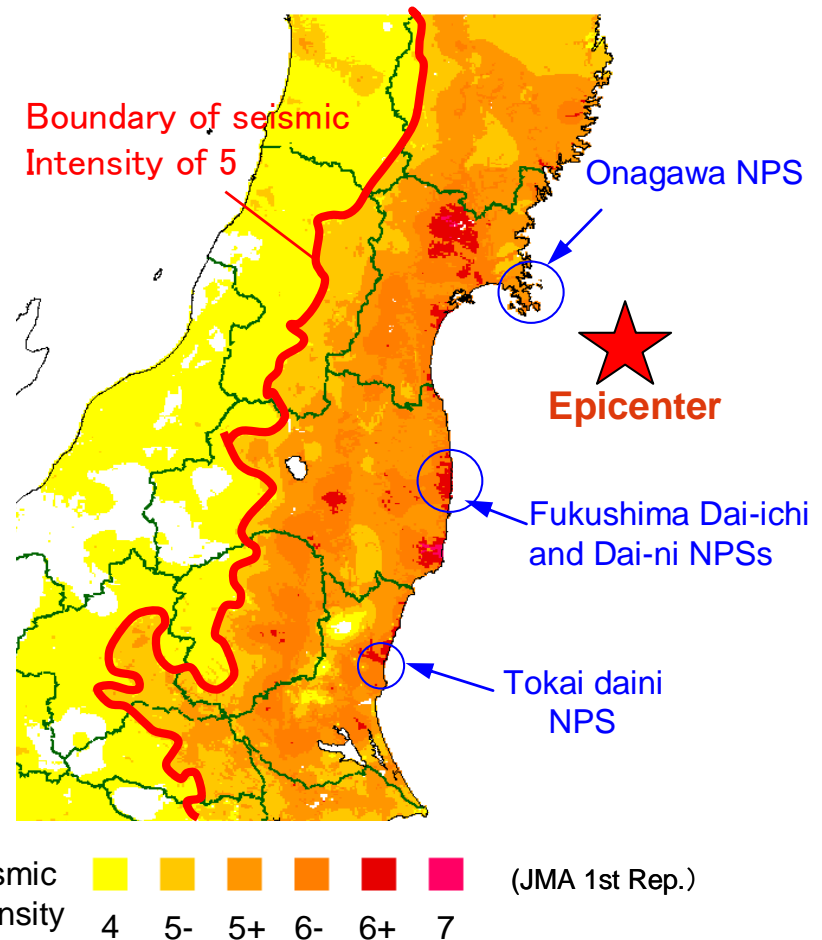 Boundary of seismic
Intensity of 5
Onagawa NPS
Epicenter
Fukushima Dai-ichi
and Dai-ni NPSs
Tokai daini
NPS
smic
nsity
4 5- 5+ 6- 6+ 7
(JMA 1st Rep.）